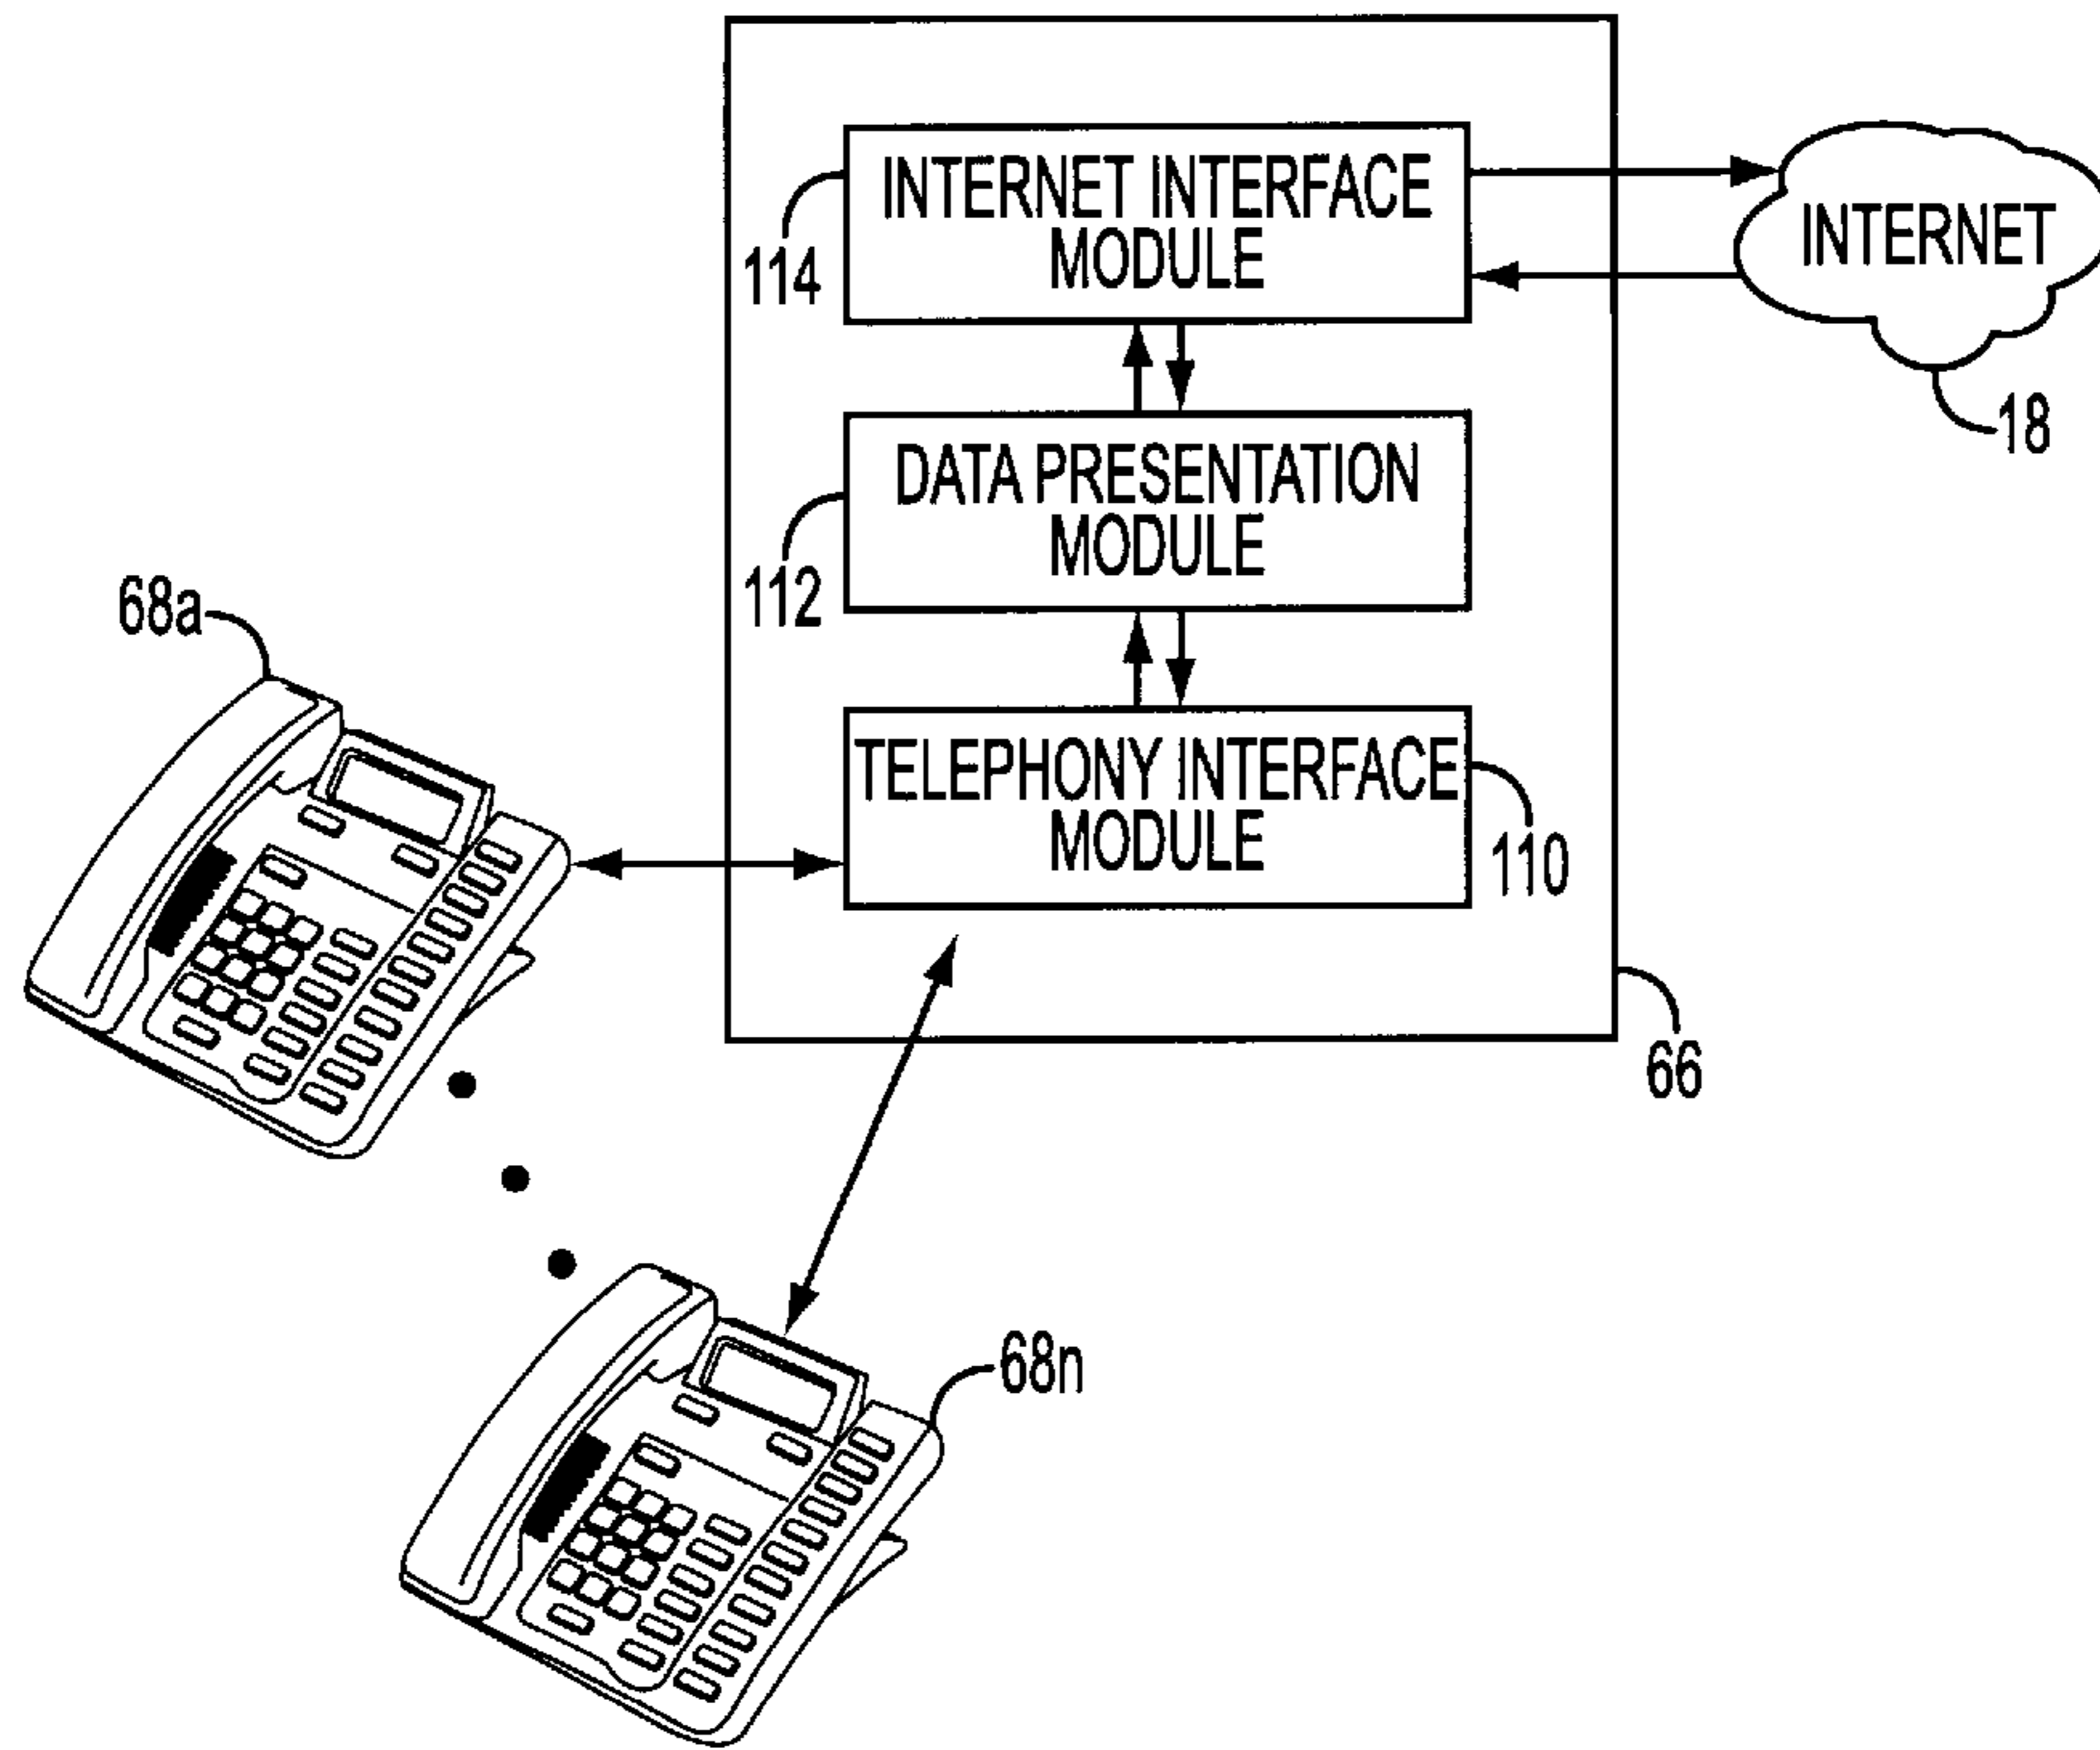 INTERNET INTERFACE
MODULE
114
INTERNET
18
DATA PRESENTATION
MODULE
112
68a
TELEPHONY INTERFACE
MODULE
110
66
68n